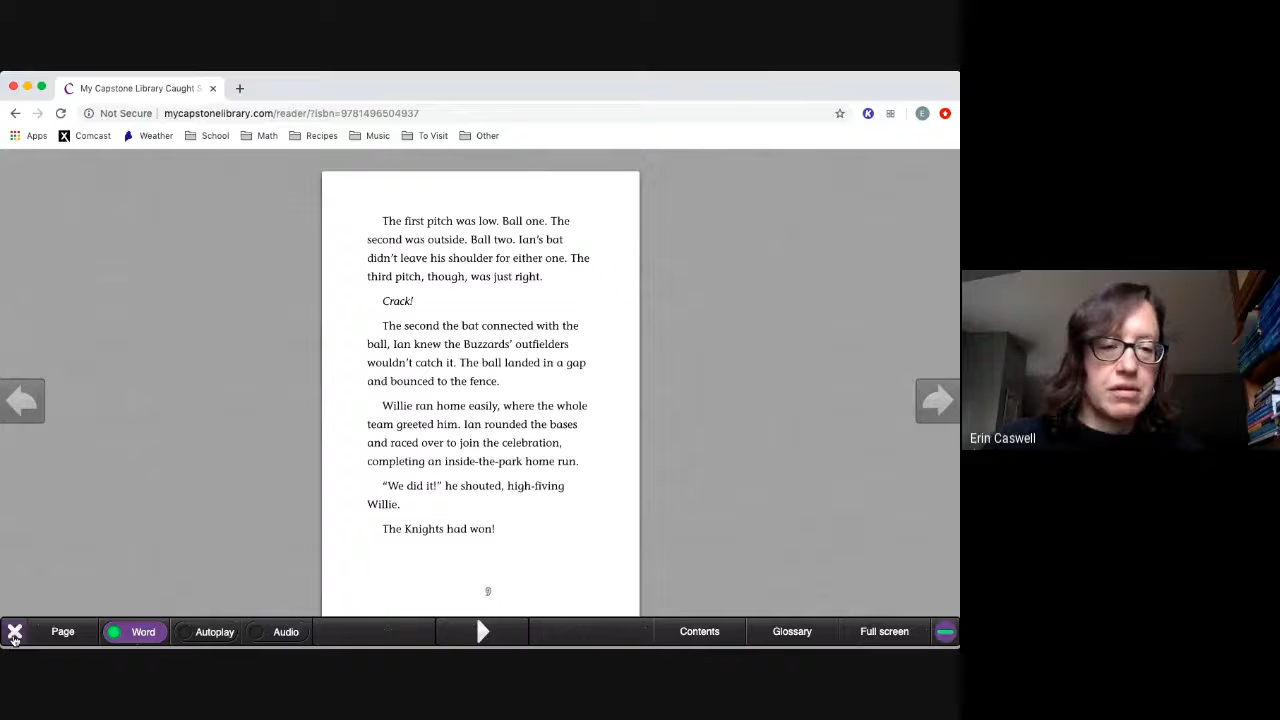 My Capstone Library Caught S
Not Secure | mycapstonelibrary.com/reader/?isbn=9781496504937
E
Apps Comcast Weather School Math Recipes Music To Visit Other
The first pitch was low. Ball one. The
second was outside. Ball two. Ian's bat
didn't leave his shoulder for either one. The
third pitch, though, was just right.
Crack!
The second the bat connected with the
ball, Ian knew the Buzzards' outfielders
wouldn't catch it. The ball landed in a gap
and bounced to the fence.
Willie ran home easily, where the whole
team greeted him. Ian rounded the bases
and raced over to join the celebration,
completing an inside-the-park home run.
“We did it!” he shouted, high-fiving
Willie.
The Knights had won!
9
Page Word Autoplay Audio Contents Glossary Full screen
Erin Caswell